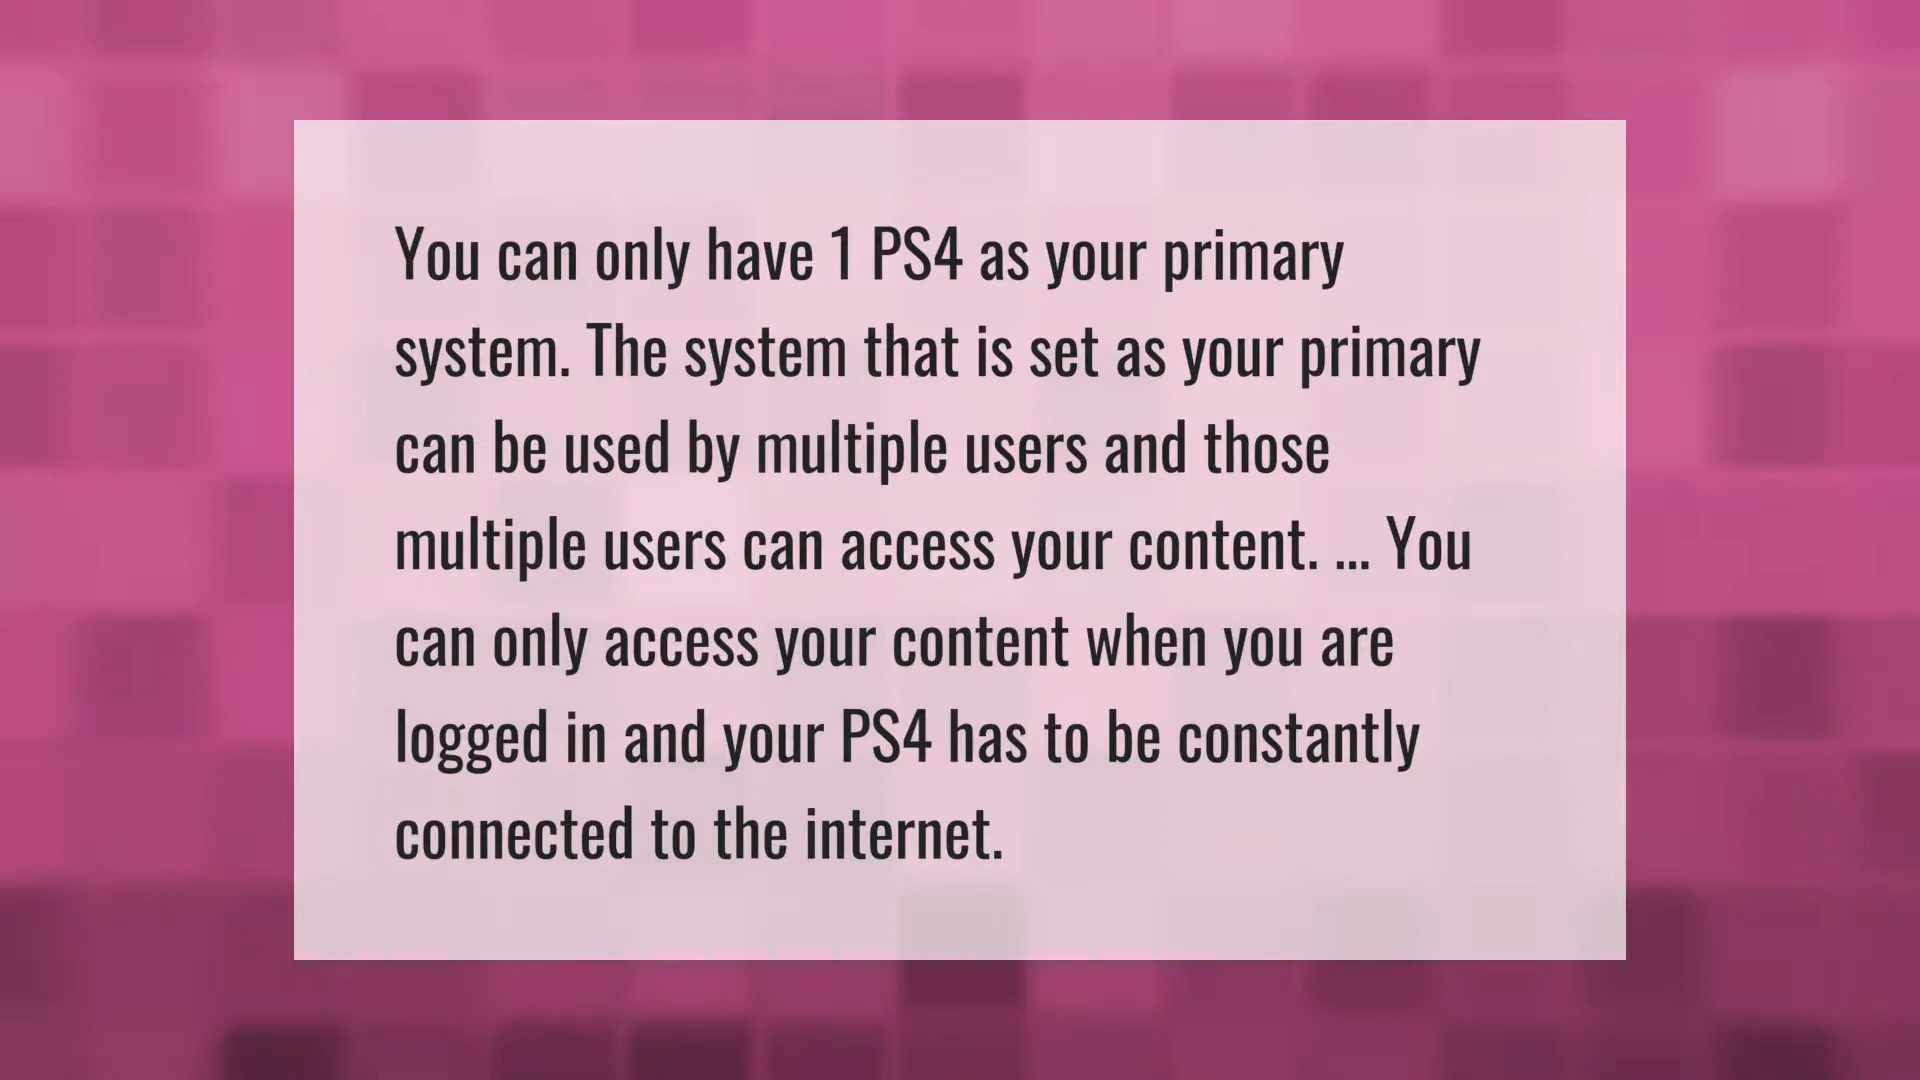 You can only have 1 PS4 as your primary
system. The system that is set as your primary
can be used by multiple users and those
multiple users can access your content. ... You
can only access your content when you are
logged in and your PS4 has to be constantly
connected to the internet.